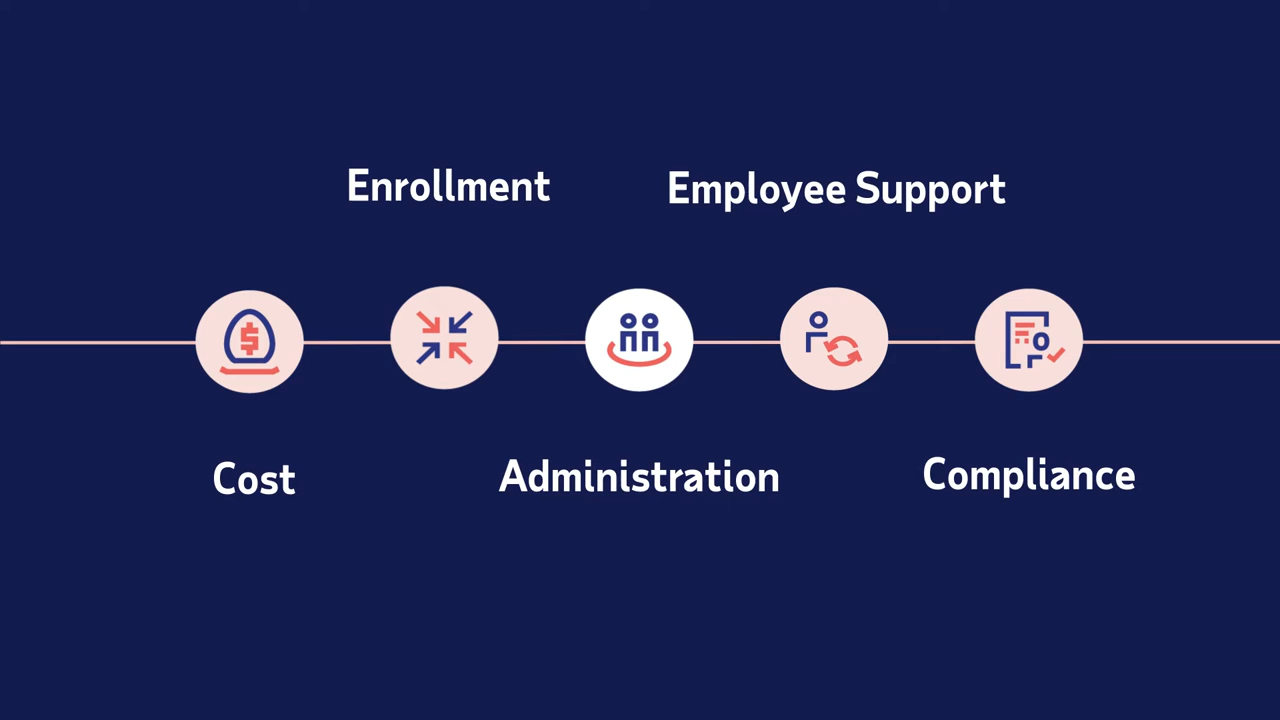 Enrollment
Employee Support
Cost
Administration
Compliance